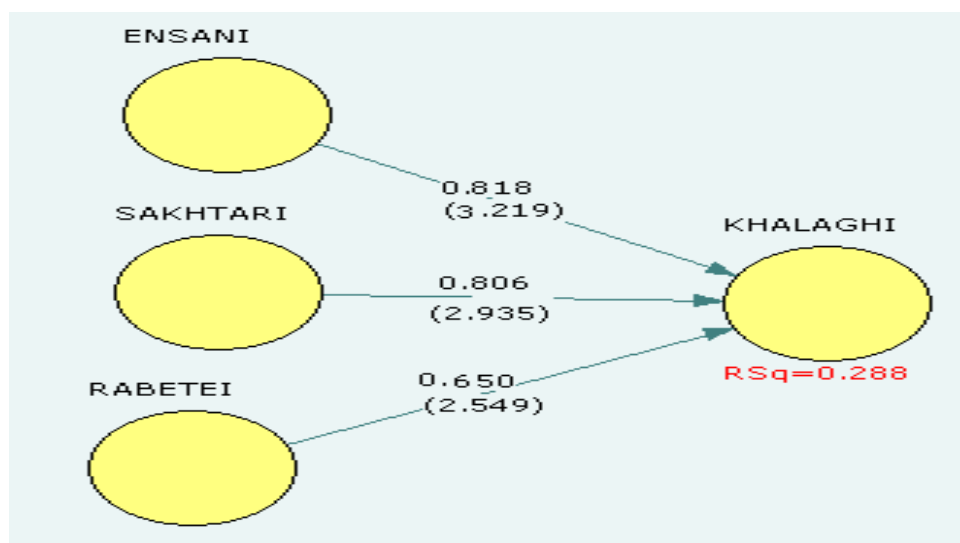 ENSANI
0.818
(3.219)
SAKHTARI
KHALAGHI
0.806
(2.935)
RSq=0.288
RABETEI
0.650
(2.549)